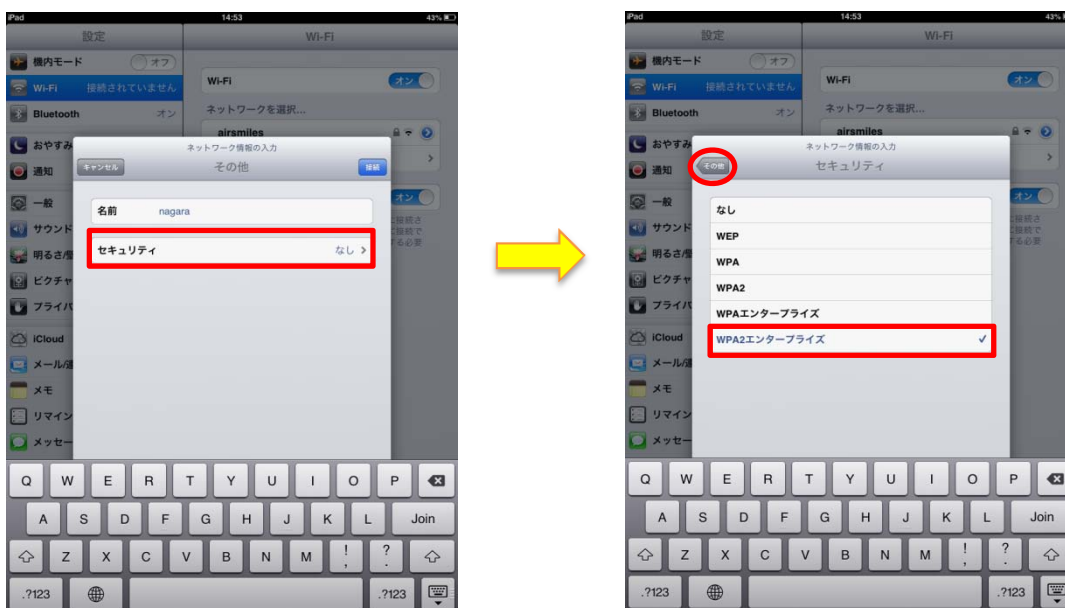 iPad 14:53 43%
設定
Wi-Fi
機内モード オフ
Wi-Fi 接続されていません
Wi-Fi オン
Bluetooth オン
ネットワークを選択...
airsmiles
おやすみ
ネットワーク情報の入力
キャンセル その他 接続
通知
一般
オン
名前 nagara
サウンド
セキュリティ なし
明るさ/壁
ピクチャ
プライバ
iCloud
メール/連
メモ
リマイン
メッセー
Q W E R T Y U I O P
A S D F G H J K L Join
Z X C V B N M ! , ? .
.?123 .?123
iPad 14:53 43%
設定
Wi-Fi
機内モード オフ
Wi-Fi 接続されていません
Wi-Fi オン
Bluetooth オン
ネットワークを選択...
airsmiles
おやすみ
ネットワーク情報の入力
その他 セキュリティ
通知
一般
オン
なし
サウンド
WEP
明るさ/壁
WPA
ピクチャ
WPA2
プライバ
WPAエンタープライズ
iCloud
WPA2エンタープライズ ✓
メール/連
メモ
リマイン
メッセー
Q W E R T Y U I O P
A S D F G H J K L Join
Z X C V B N M ! , ? .
.?123 .?123